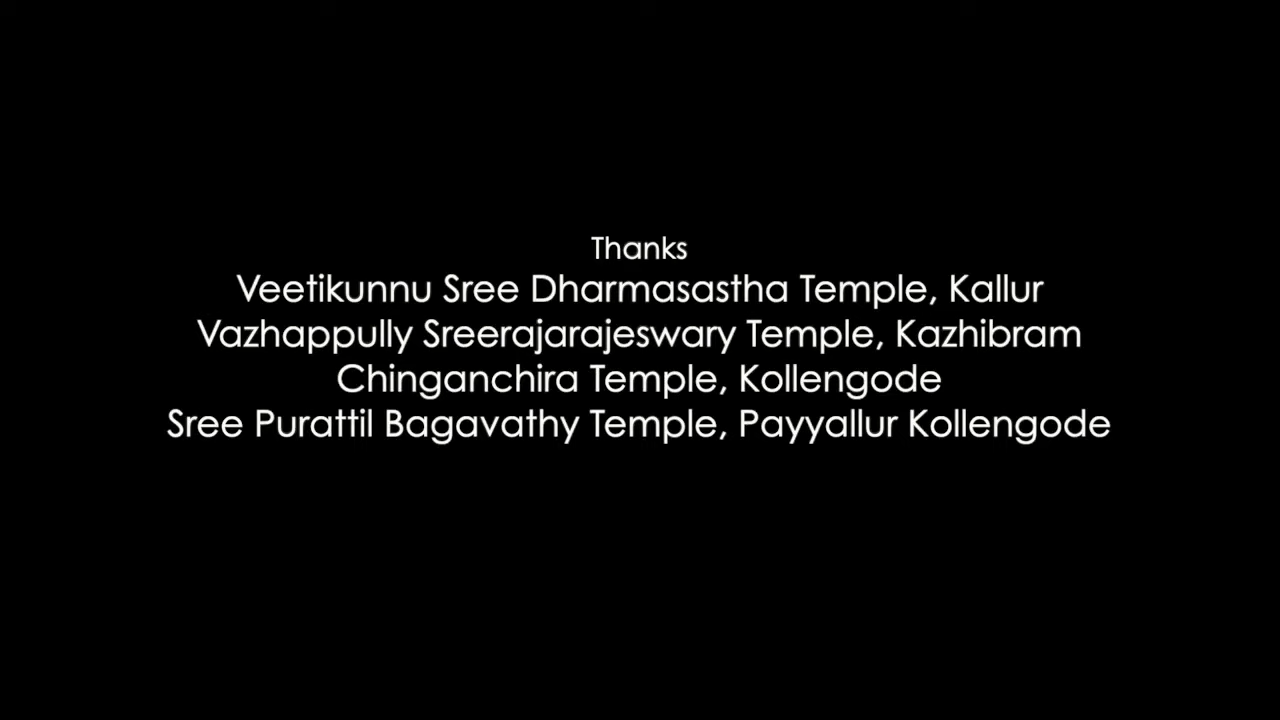 Thanks
Veetikunnu Sree Dharmasastha Temple, Kallur
Vazhappully Sreerajarajeswary Temple, Kazhibram
Chinganchira Temple, Kollengode
Sree Purattil Bagavathy Temple, Payyallur Kollengode